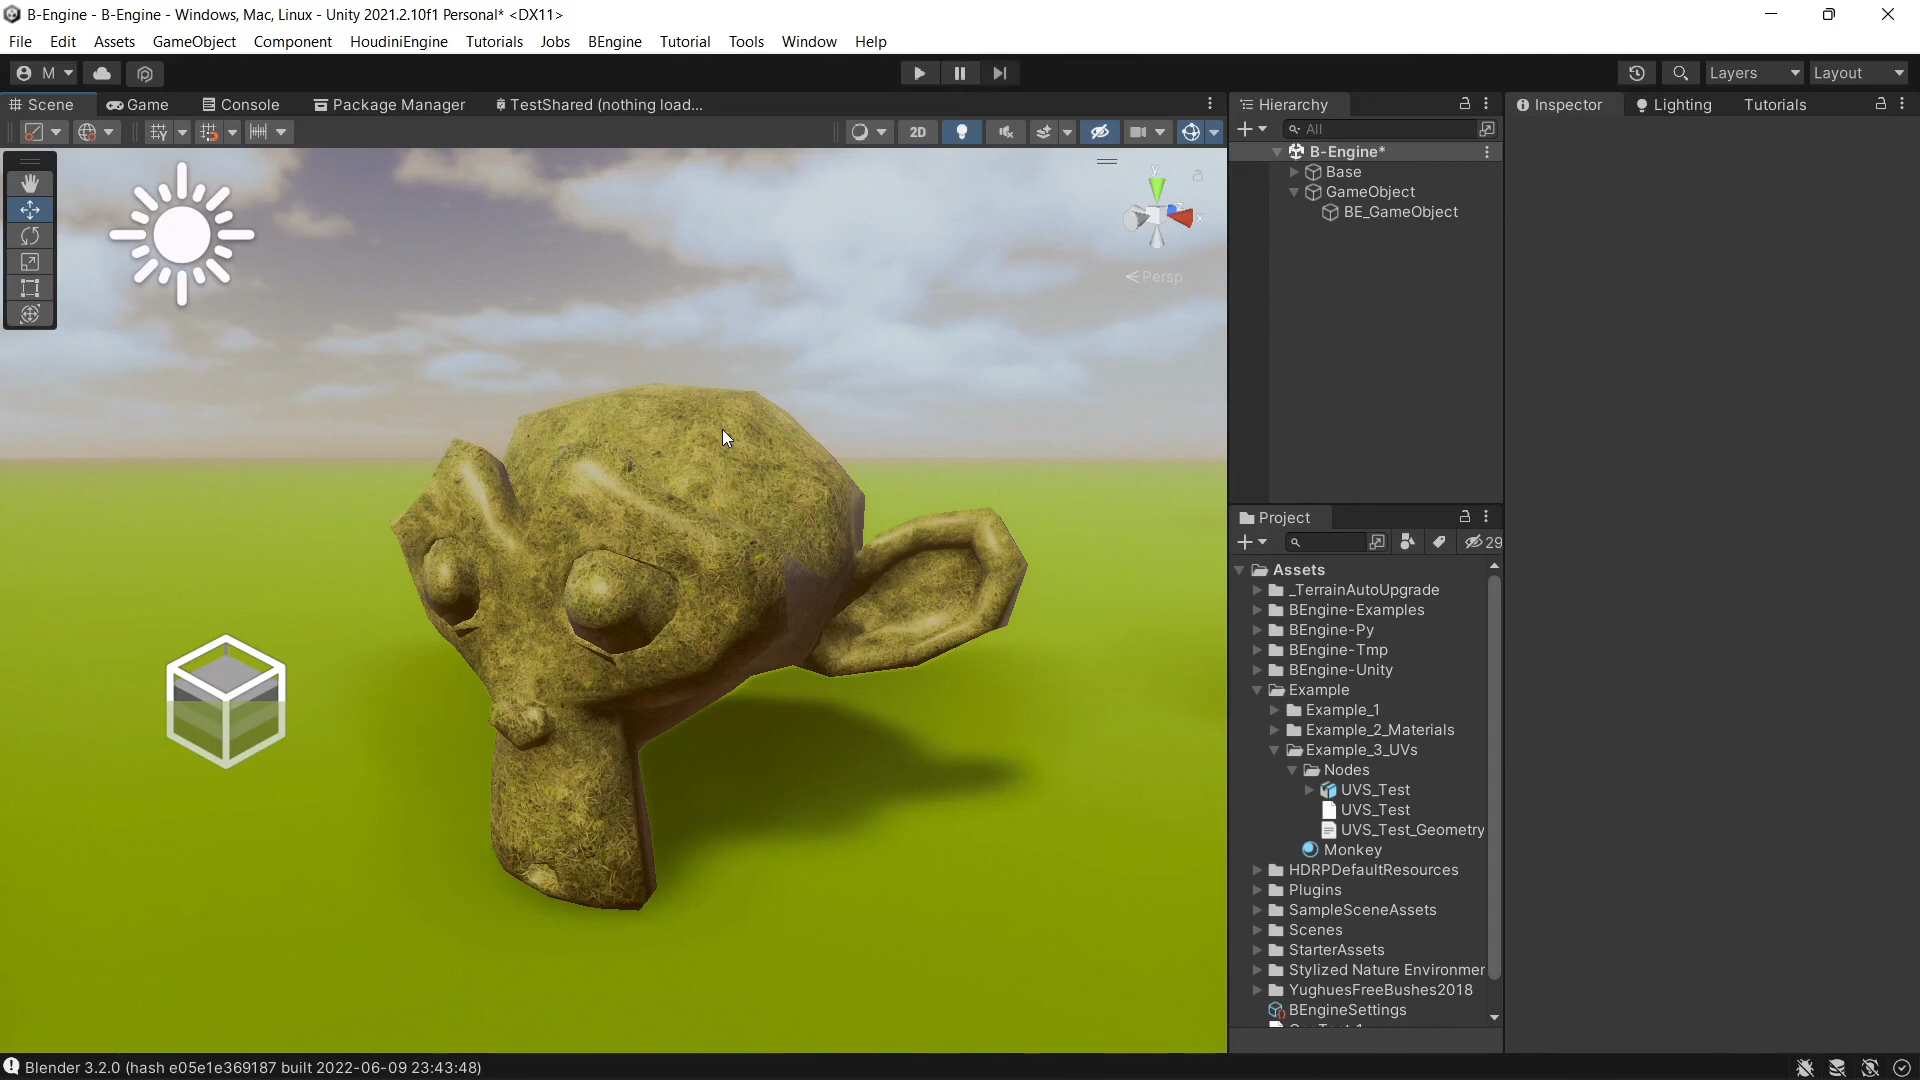 B-Engine - B-Engine - Windows, Mac, Linux - Unity 2021.2.10f1 Personal* <DX11>
File Edit Assets GameObject Component HoudiniEngine Tutorials Jobs BEngine Tutorial Tools Window Help
M Layers Layout
Scene Game Console Package Manager TestShared (nothing load... Hierarchy Inspector Lighting Tutorials
2D All
y
x
z
Persp
B-Engine*
Base
GameObject
BE_GameObject
Project
29
Assets
_TerrainAutoUpgrade
BEngine-Examples
BEngine-Py
BEngine-Tmp
BEngine-Unity
Example
Example_1
Example_2_Materials
Example_3_UVs
Nodes
UVS_Test
UVS_Test
UVS_Test_Geometry
Monkey
HDRPDefaultResources
Plugins
SampleSceneAssets
Scenes
StarterAssets
Stylized Nature Environmer
YughuesFreeBushes2018
BEngineSettings
Blender 3.2.0 (hash e05e1e369187 built 2022-06-09 23:43:48)